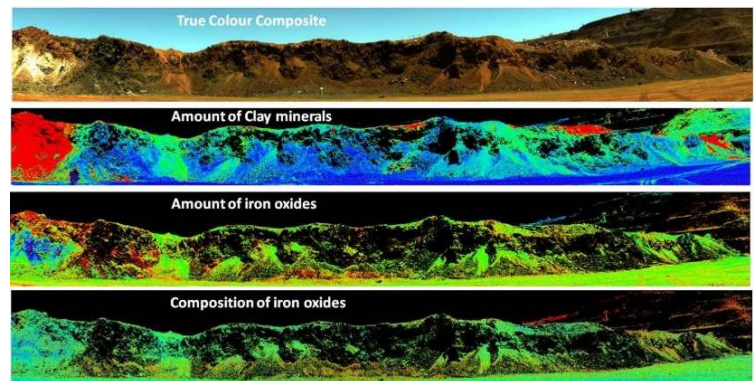 True Colour Composite
Amount of Clay minerals
Amount of iron oxides
Composition of iron oxides